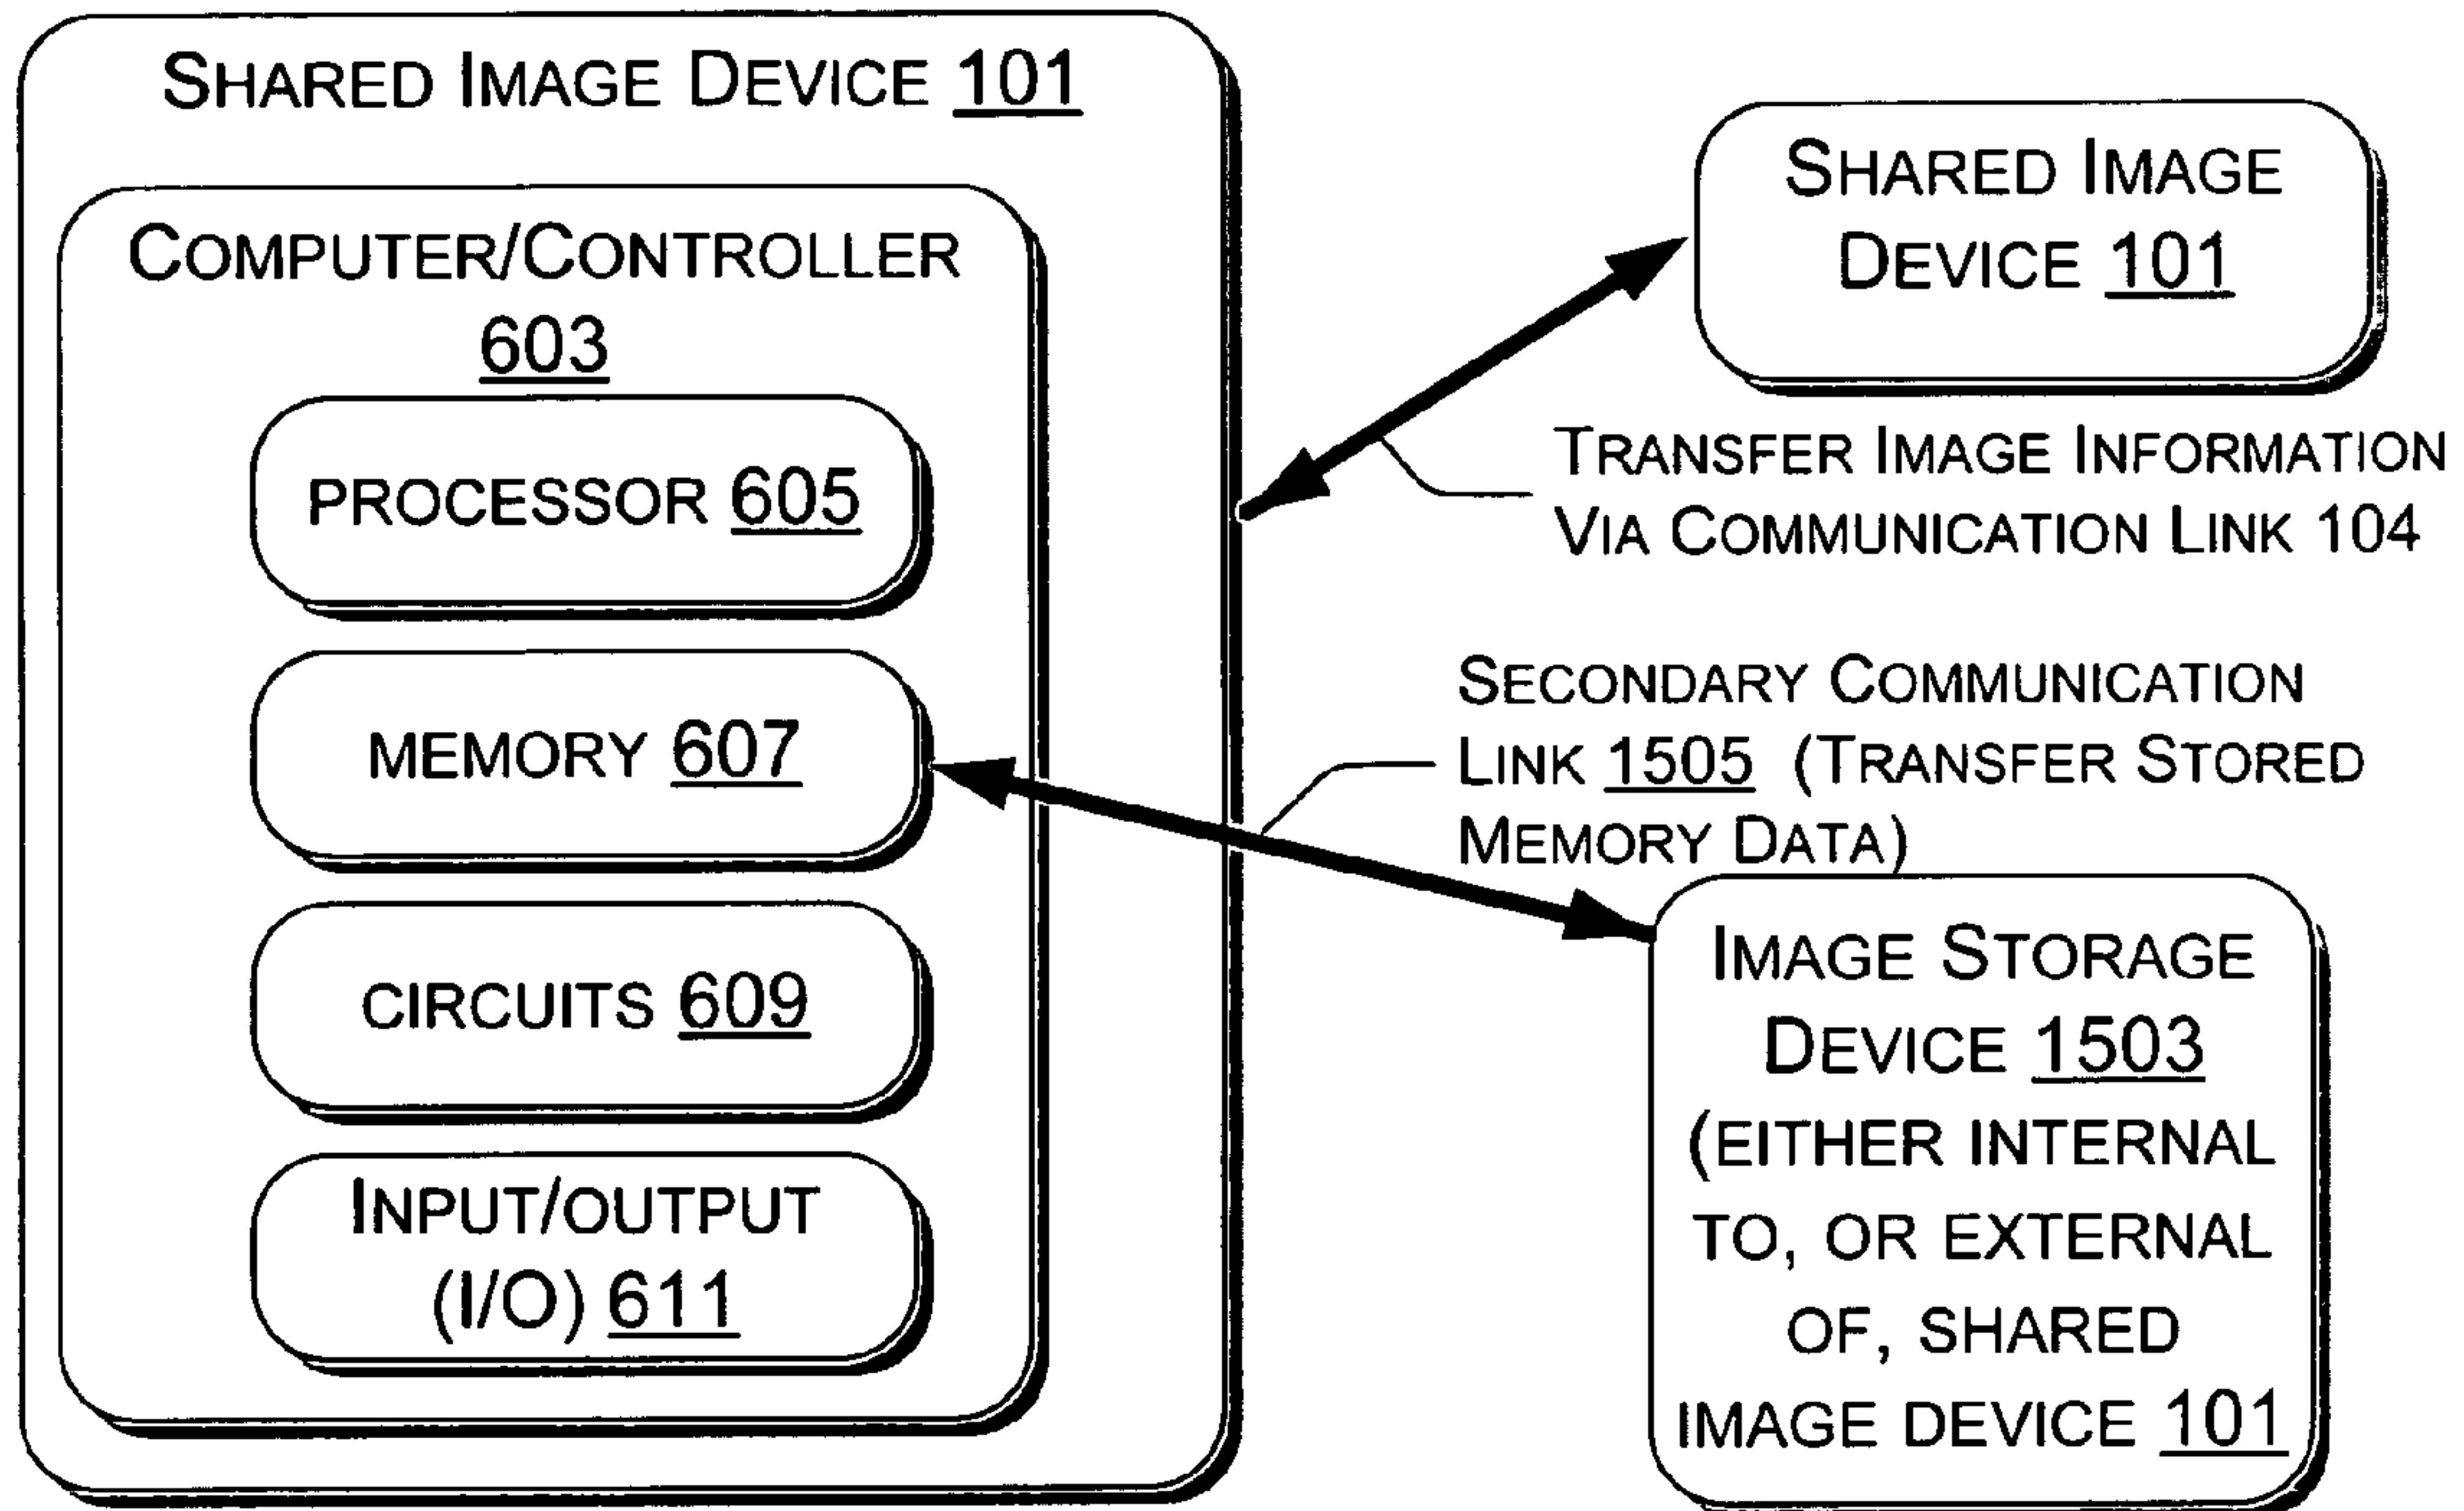 SHARED IMAGE DEVICE 101
COMPUTER/CONTROLLER
603
PROCESSOR 605
MEMORY 607
CIRCUITS 609
INPUT/OUTPUT
(I/O) 611
SHARED IMAGE
DEVICE 101
TRANSFER IMAGE INFORMATION
VIA COMMUNICATION LINK 104
SECONDARY COMMUNICATION
LINK 1505 (TRANSFER STORED
MEMORY DATA)
IMAGE STORAGE
DEVICE 1503
(EITHER INTERNAL
TO, OR EXTERNAL
OF, SHARED
IMAGE DEVICE 101